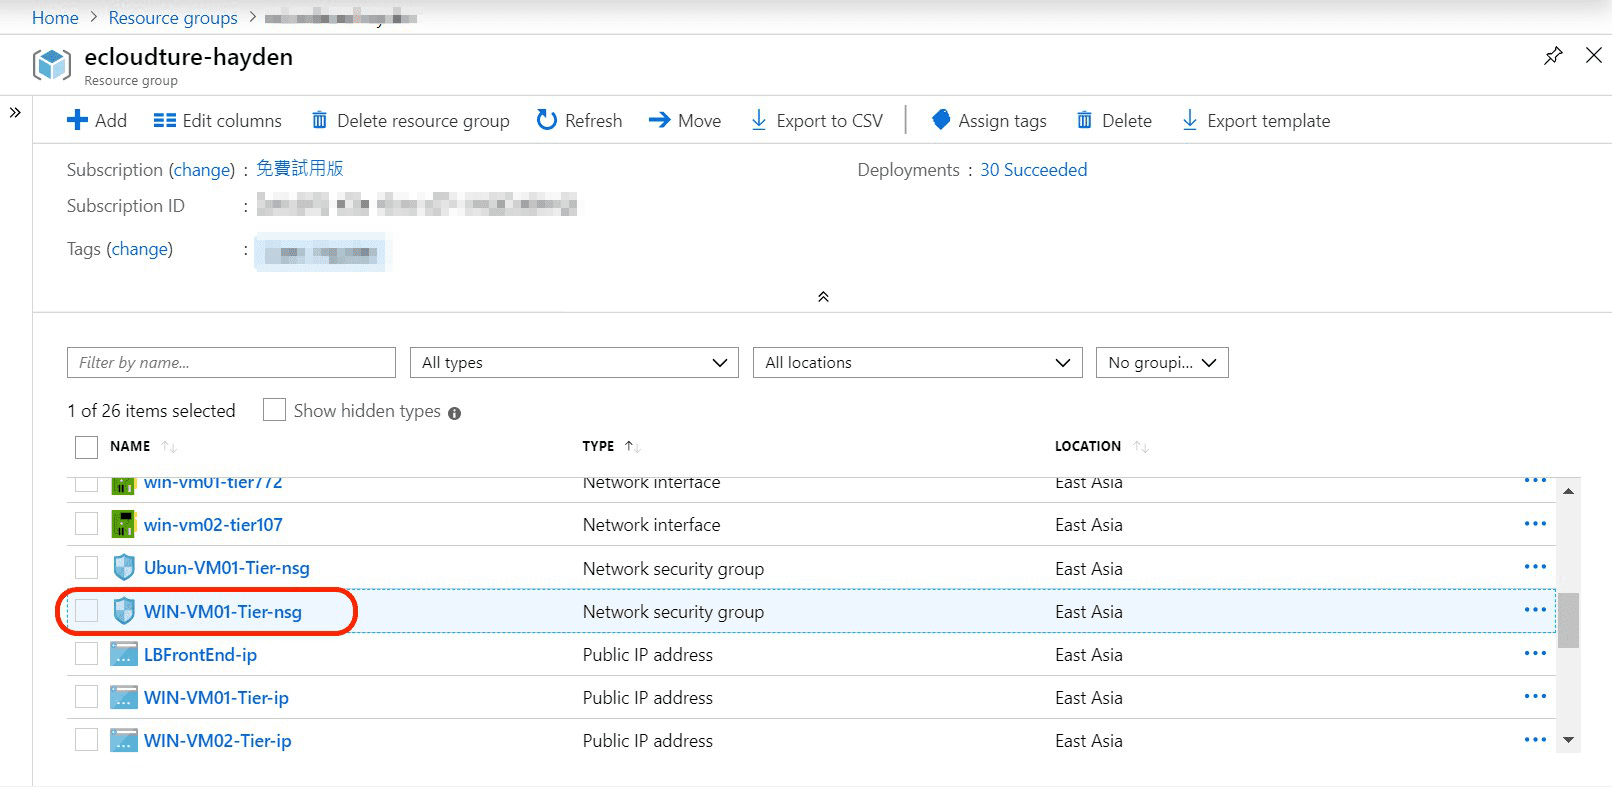 Home > Resource groups >
ecloudture-hayden
Resource group
Add Edit columns Delete resource group Refresh Move Export to CSV Assign tags Delete Export template
Subscription (change) : 免費試用版 Deployments : 30 Succeeded
Subscription ID :
Tags (change) :
Filter by name... All types All locations No groupi...
1 of 26 items selected Show hidden types
NAME TYPE LOCATION
win-vm01-tier772 Network interface East Asia
win-vm02-tier107 Network interface East Asia
Ubun-VM01-Tier-nsg Network security group East Asia
WIN-VM01-Tier-nsg Network security group East Asia
LBFrontEnd-ip Public IP address East Asia
WIN-VM01-Tier-ip Public IP address East Asia
WIN-VM02-Tier-ip Public IP address East Asia